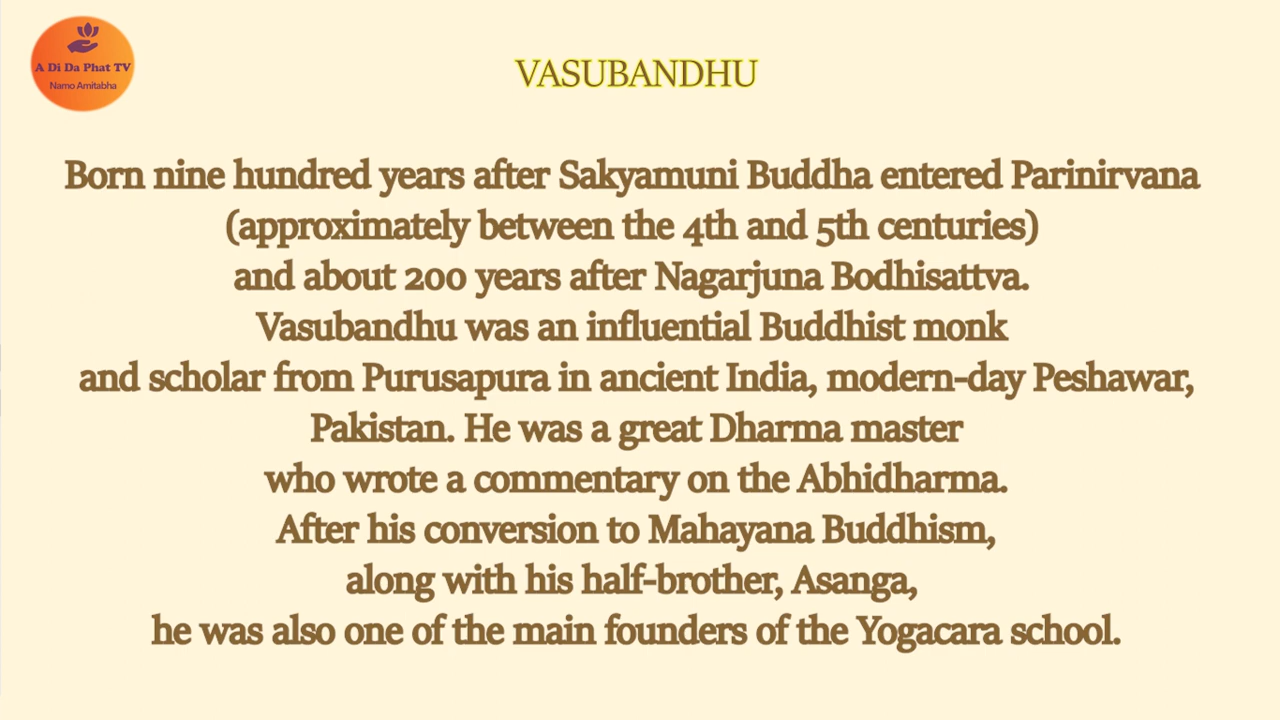 A Di Da Phat TV
Namo Amitabha
VASUBANDHU
Born nine hundred years after Sakyamuni Buddha entered Parinirvana
(approximately between the 4th and 5th centuries)
and about 200 years after Nagarjuna Bodhisattva.
Vasubandhu was an influential Buddhist monk
and scholar from Purusapura in ancient India, modern-day Peshawar,
Pakistan. He was a great Dharma master
who wrote a commentary on the Abhidharma.
After his conversion to Mahayana Buddhism,
along with his half-brother, Asanga,
he was also one of the main founders of the Yogacara school.